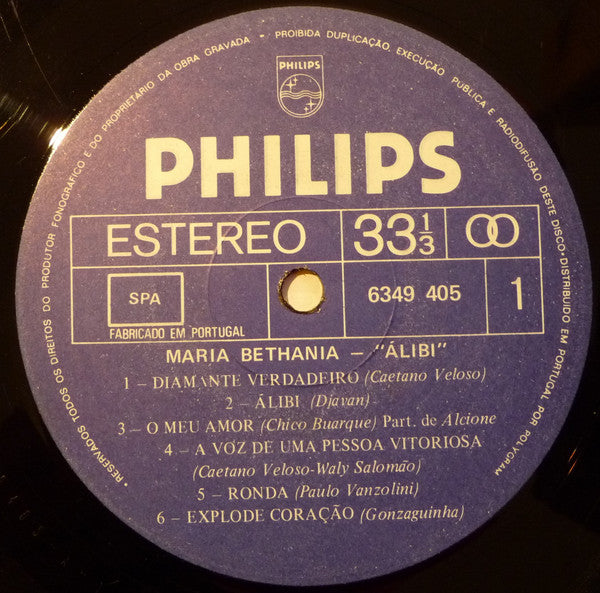 • RESERVADOS TODOS OS DIREITOS DO PRODUTOR FONOGRÁFICO E DO PROPRIETÁRIO DA OBRA GRAVADA • PROIBIDA DUPLICAÇÃO, EXECUÇÃO PUBLICA E RADIODIFUSÃO DESTE DISCO • DISTRIBUIDO EM PORTUGAL POR POLYGRAM
PHILIPS
PHILIPS
ESTEREO 33 1/3
SPA 6349 405 1
FABRICADO EM PORTUGAL
MARIA BETHANIA – "ÁLIBI"
1 – DIAMANTE VERDADEIRO (Caetano Veloso)
2 – ÁLIBI (Djavan)
3 – O MEU AMOR (Chico Buarque) Part. de Alcione
4 – A VOZ DE UMA PESSOA VITORIOSA
(Caetano Veloso-Waly Salomão)
5 – RONDA (Paulo Vanzolini)
6 – EXPLODE CORAÇÃO (Gonzaguinha)